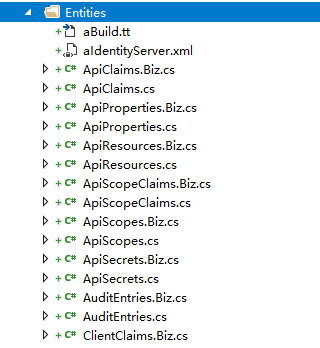 Entities
aBuild.tt
aIdentityServer.xml
C# ApiClaims.Biz.cs
C# ApiClaims.cs
C# ApiProperties.Biz.cs
C# ApiProperties.cs
C# ApiResources.Biz.cs
C# ApiResources.cs
C# ApiScopeClaims.Biz.cs
C# ApiScopeClaims.cs
C# ApiScopes.Biz.cs
C# ApiScopes.cs
C# ApiSecrets.Biz.cs
C# ApiSecrets.cs
C# AuditEntries.Biz.cs
C# AuditEntries.cs
C# ClientClaims.Biz.cs